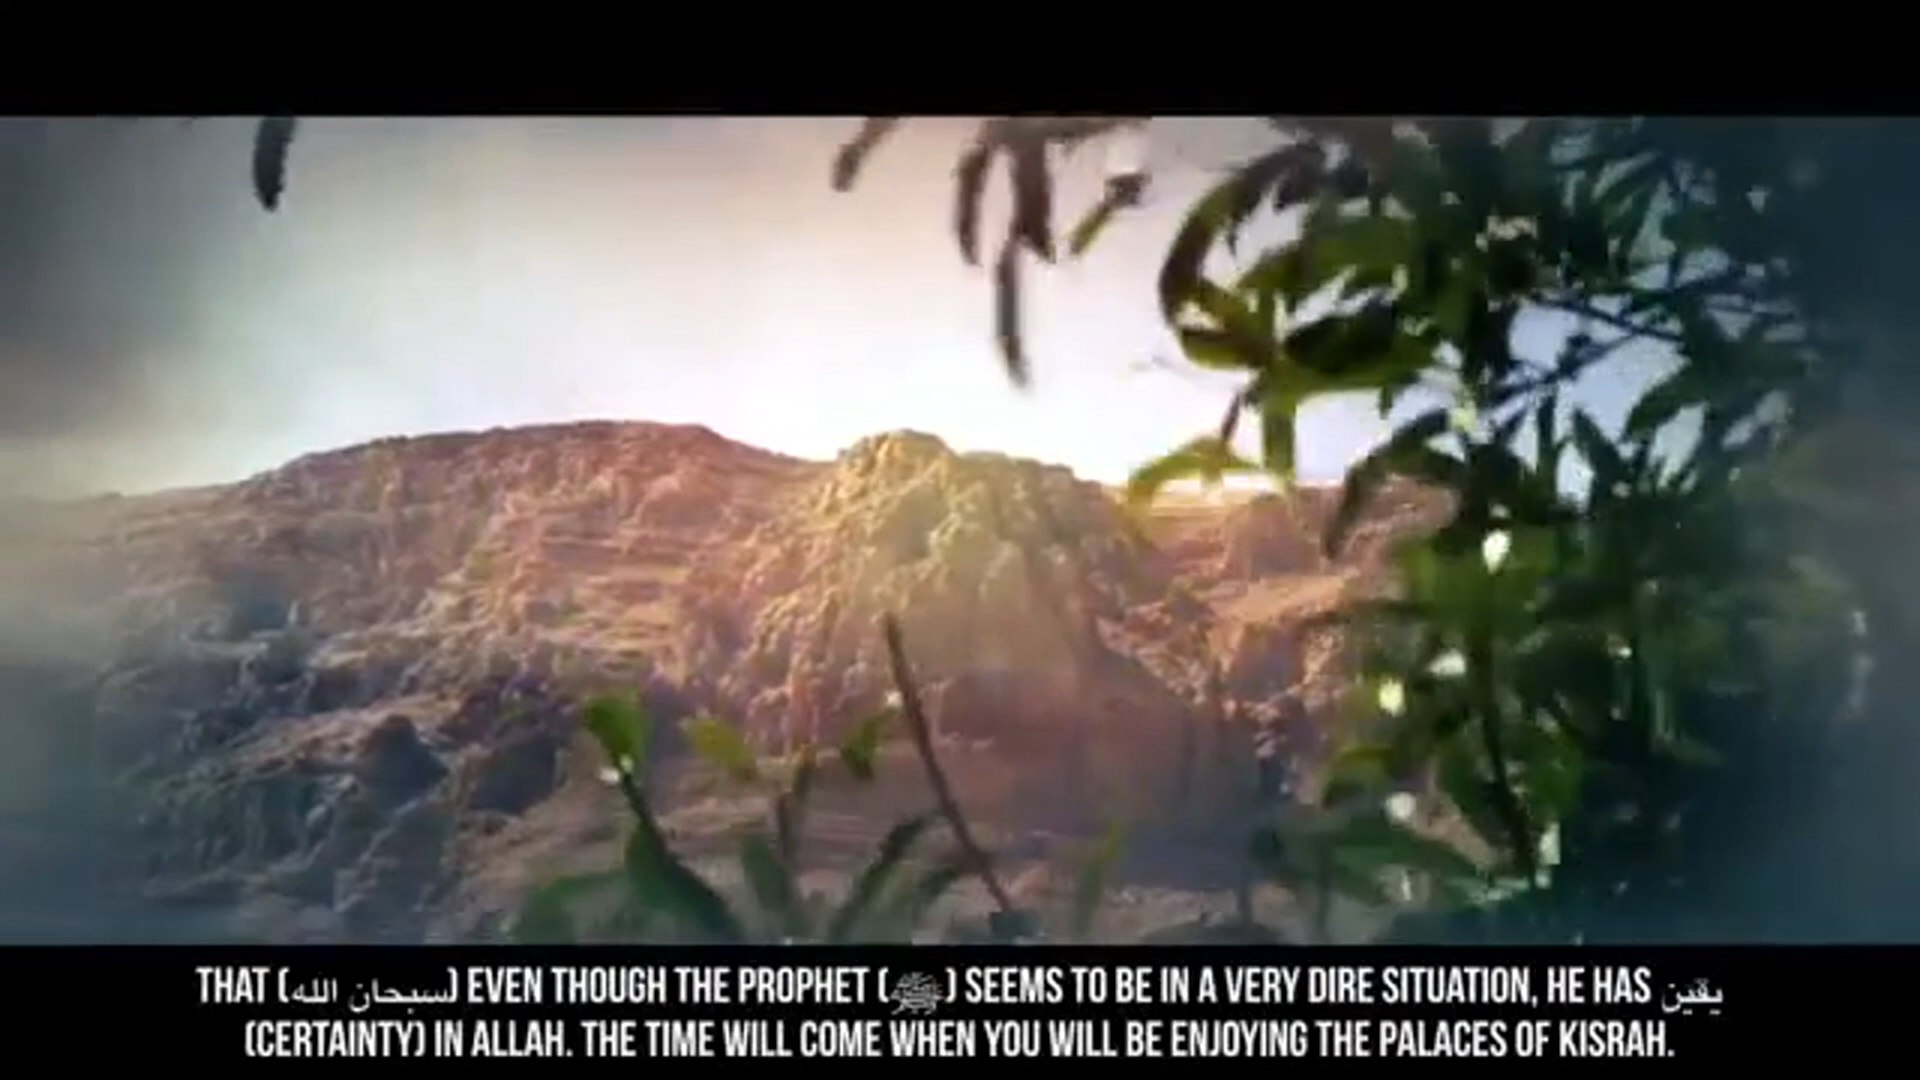 THAT (سبحان الله) EVEN THOUGH THE PROPHET (ﷺ) SEEMS TO BE IN A VERY DIRE SITUATION, HE HAS يقين
(CERTAINTY) IN ALLAH. THE TIME WILL COME WHEN YOU WILL BE ENJOYING THE PALACES OF KISRAH.